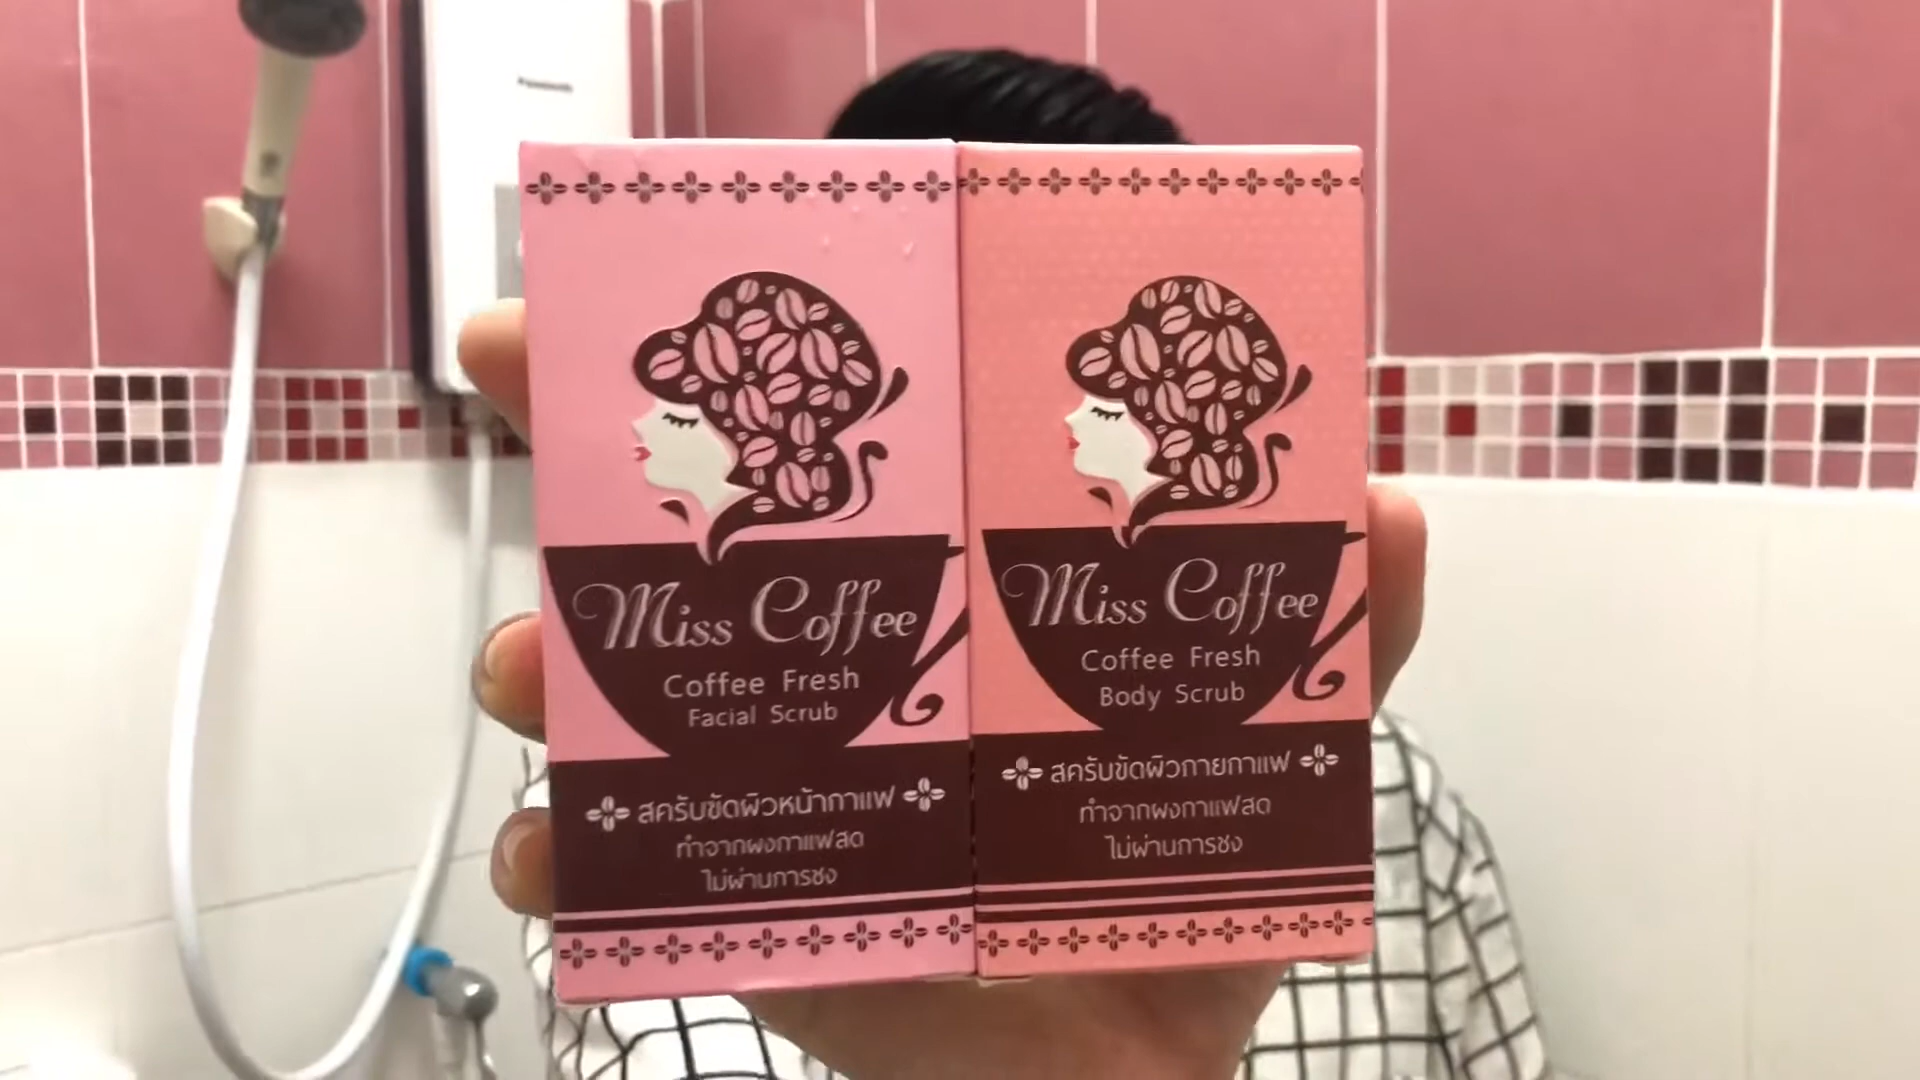 Miss Coffee
Coffee Fresh
Facial Scrub
สครับขัดผิวหน้ากาแฟ
ทำจากผงกาแฟสด
ไม่ผ่านการชง
Miss Coffee
Coffee Fresh
Body Scrub
สครับขัดผิวกายกาแฟ
ทำจากผงกาแฟสด
ไม่ผ่านการชง